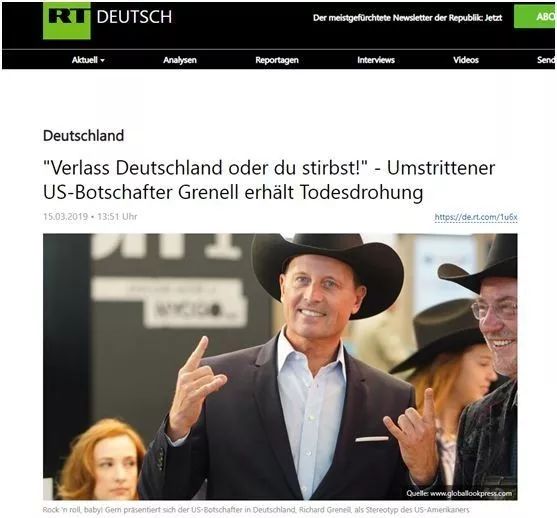 RT DEUTSCH
Der meistgefürchtete Newsletter der Republik: Jetzt
ABO
Aktuell
Analysen
Reportagen
Interviews
Videos
Send
Deutschland
"Verlass Deutschland oder du stirbst!" - Umstrittener
US-Botschafter Grenell erhält Todesdrohung
15.03.2019 • 13:51 Uhr
https://de.rt.com/1u6x
NYCGO
Quelle: www.globallookpress.com
Rock 'n roll, baby! Gern präsentiert sich der US-Botschafter in Deutschland, Richard Grenell, als Stereotyp des US-Amerikaners